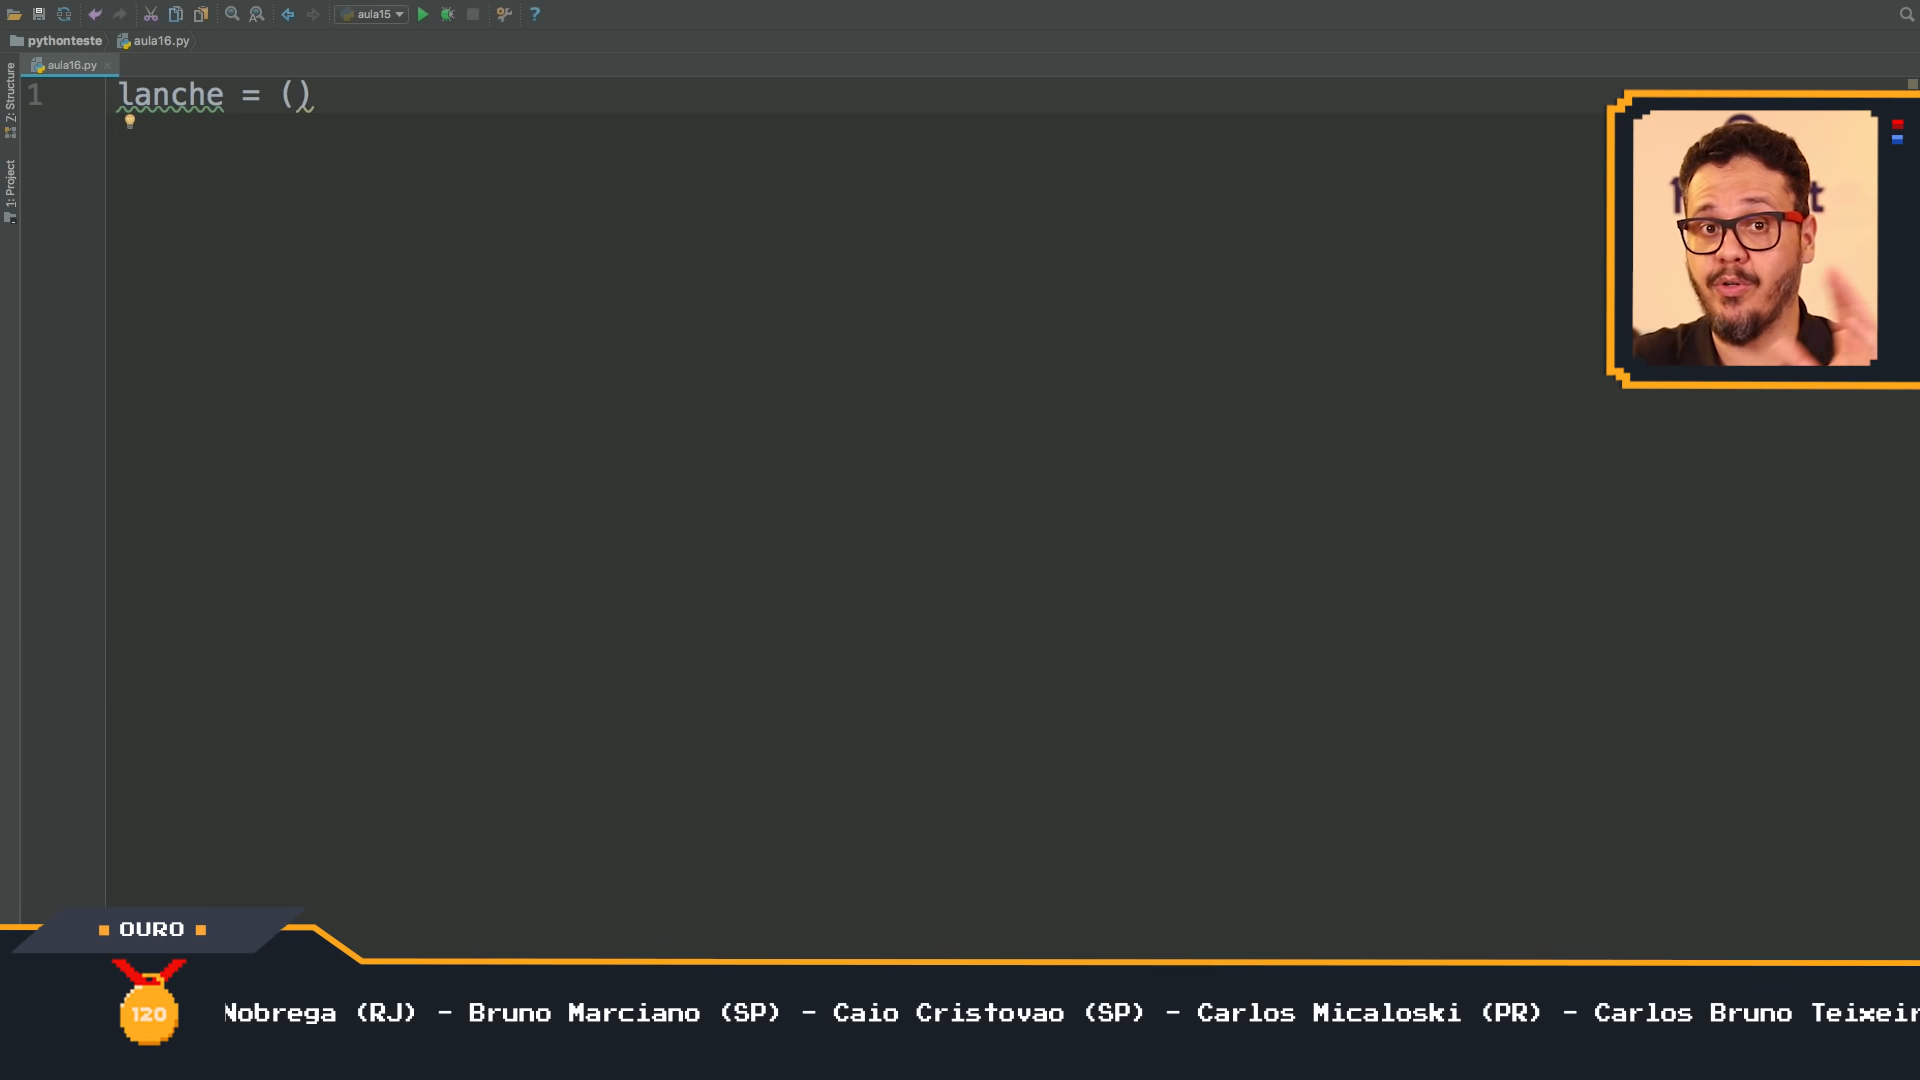 aula15
pythonteste
aula16.py
aula16.py
Z: Structure
1: Project
1
lanche = ()
OURO
120
Nobrega (RJ) - Bruno Marciano (SP) - Caio Cristovao (SP) - Carlos Micaloski (PR) - Carlos Bruno Teixeir